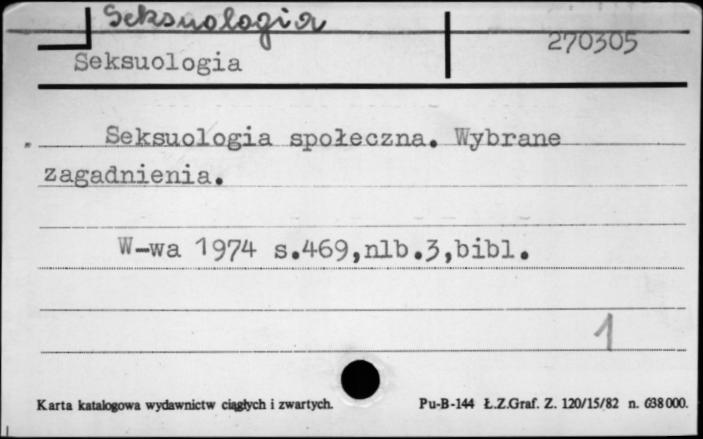 Seksuologia
270305
Seksuologia
Seksuologia społeczna. Wybrane
zagadnienia.
W-wa 1974 s.469,nlb.3,bibl.
1
Karta katalogowa wydawnictw ciągłych i zwartych.
Pu-B-144 Ł.Z.Graf. Z. 120/15/82 n. 638 000.